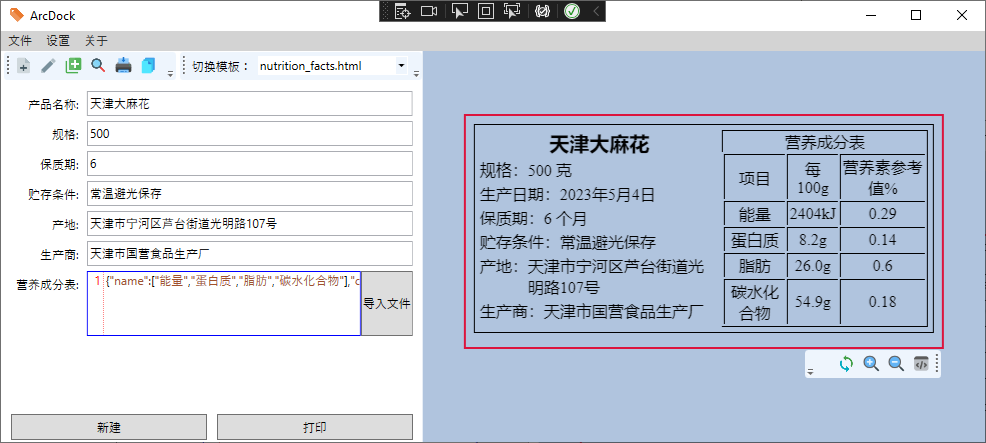 ArcDock
文件 设置 关于
切换模板： nutrition_facts.html
产品名称: 天津大麻花
规格: 500
保质期: 6
贮存条件: 常温避光保存
产地: 天津市宁河区芦台街道光明路107号
生产商: 天津市国营食品生产厂
营养成分表: 1 {"name":["能量","蛋白质","脂肪","碳水化合物"],"c
导入文件
新建 打印
天津大麻花
规格：500 克
生产日期：2023年5月4日
保质期：6 个月
贮存条件：常温避光保存
产地：天津市宁河区芦台街道光
明路107号
生产商：天津市国营食品生产厂
营养成分表
项目 每 100g 营养素参考值%
能量 2404kJ 0.29
蛋白质 8.2g 0.14
脂肪 26.0g 0.6
碳水化合物 54.9g 0.18